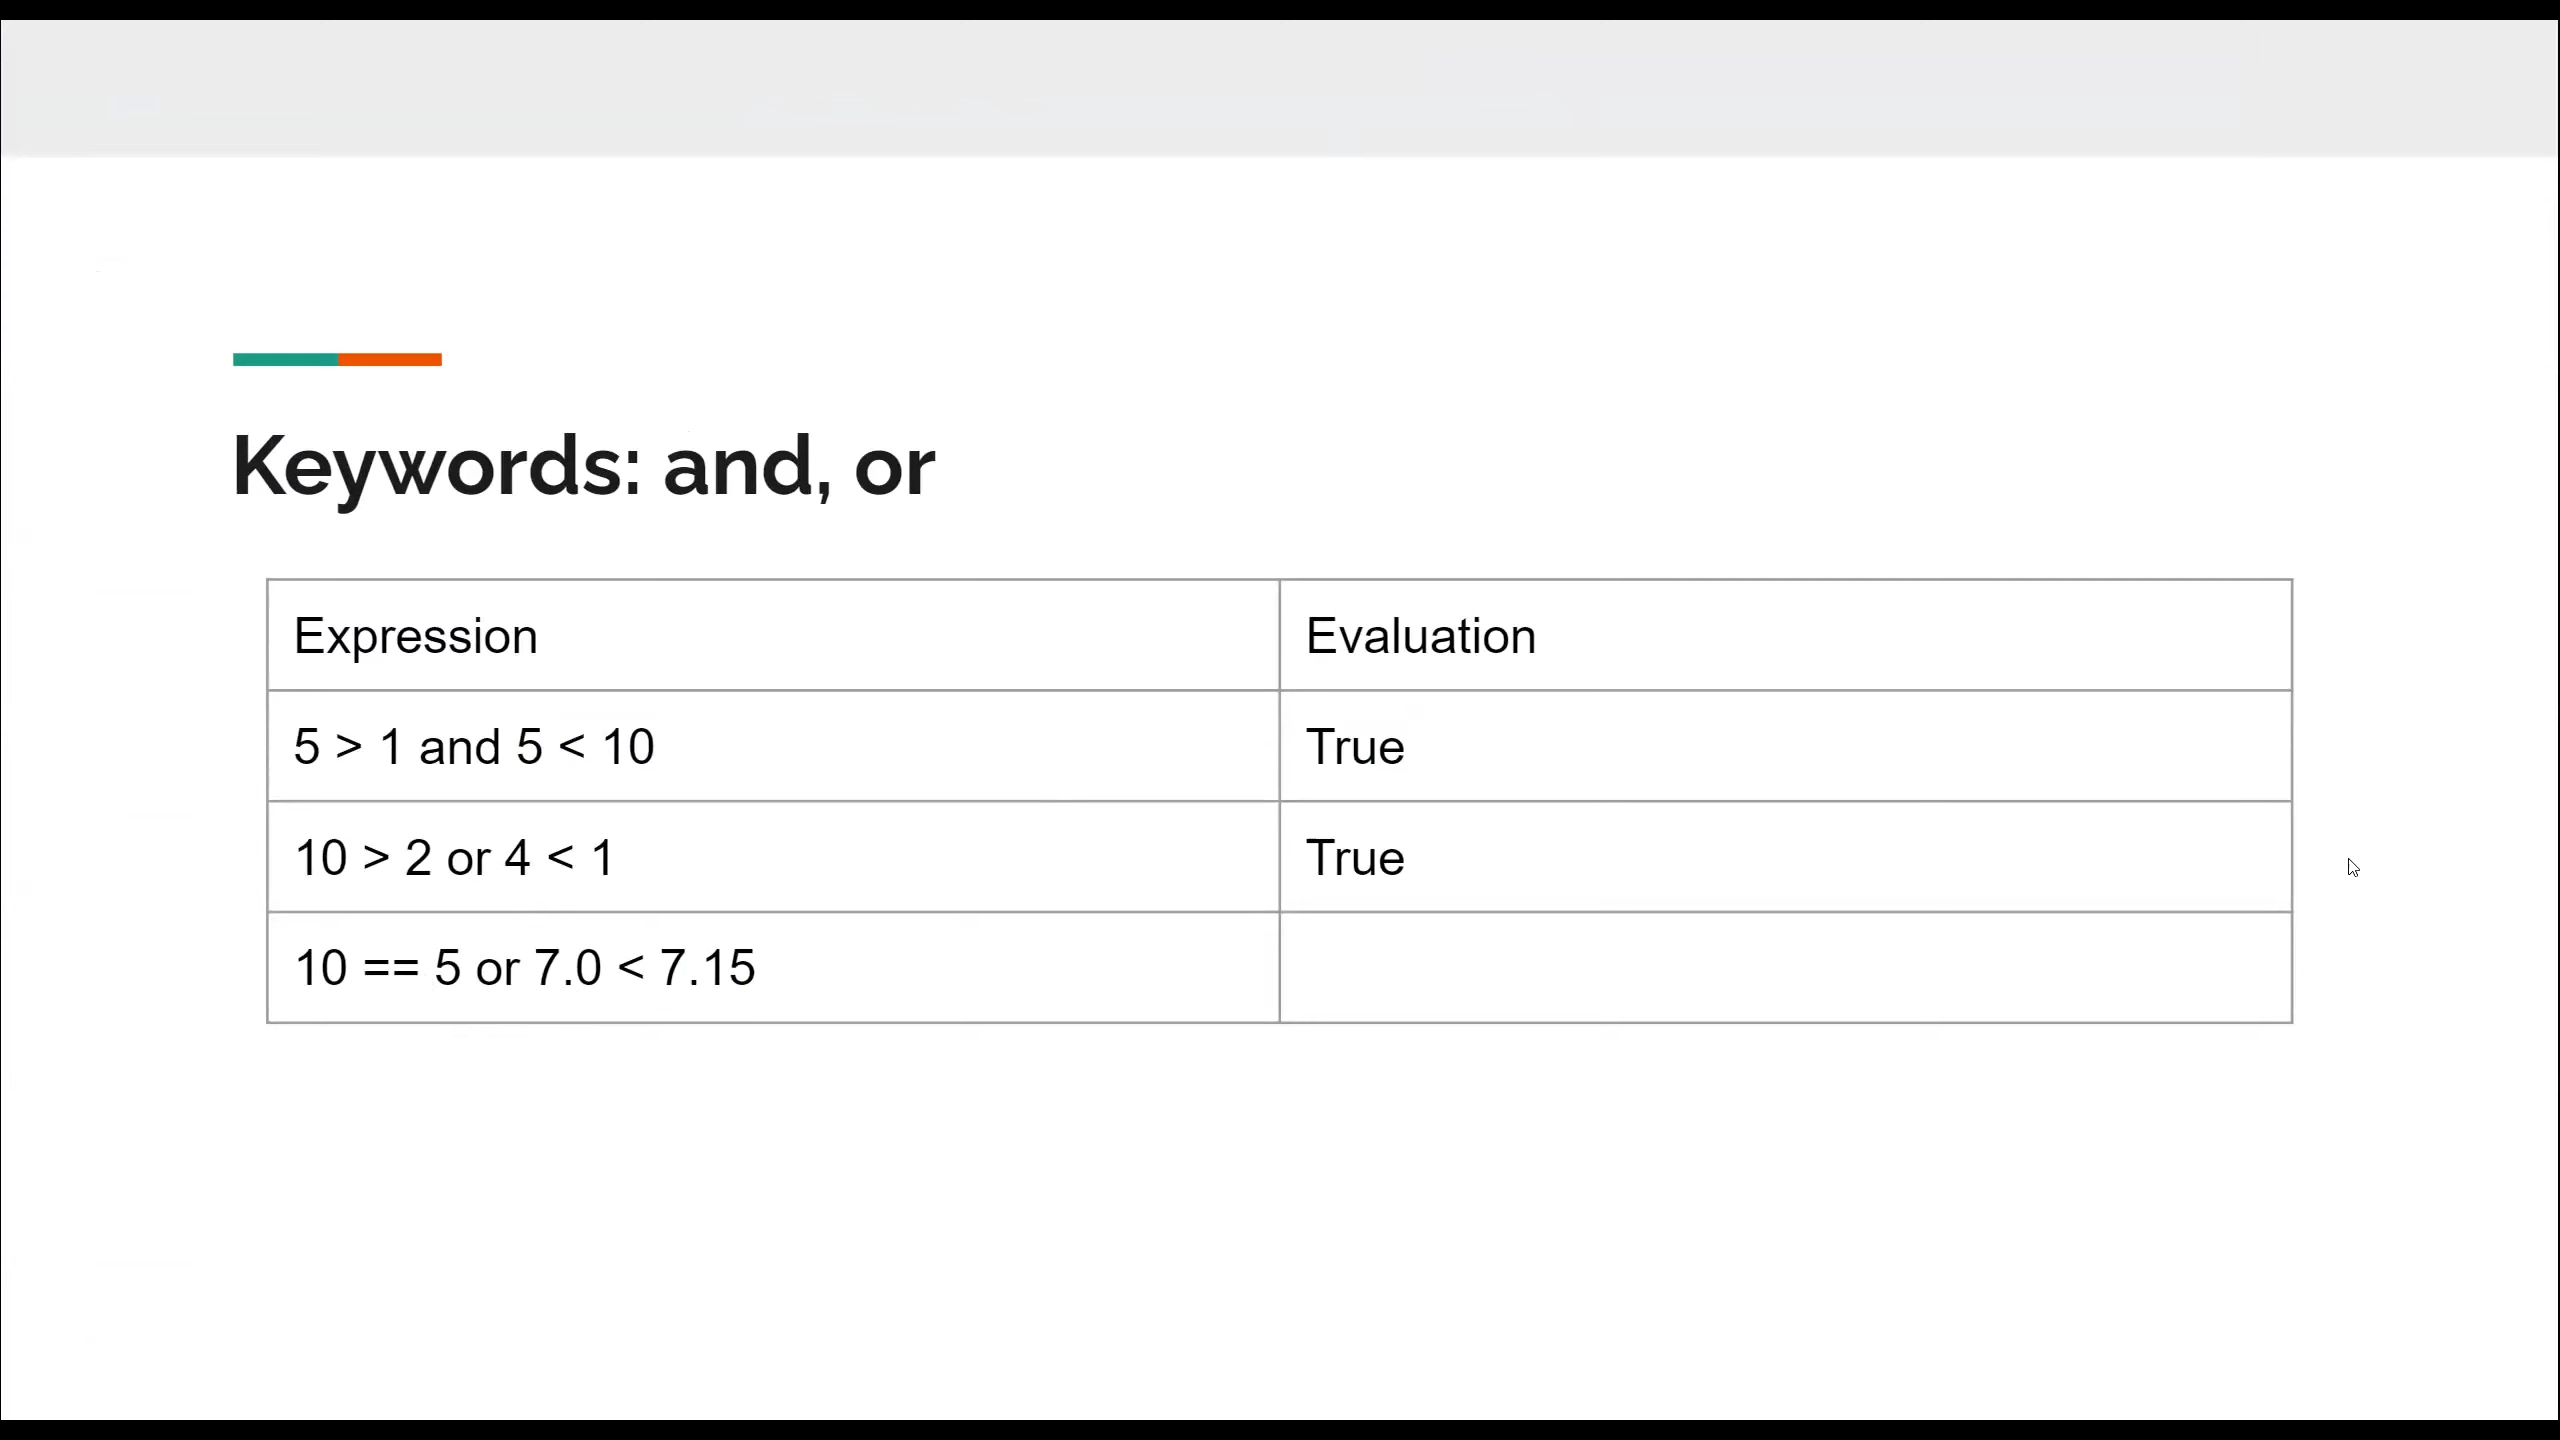 Keywords: and, or
Expression Evaluation
5 > 1 and 5 < 10 True
10 > 2 or 4 < 1 True
10 == 5 or 7.0 < 7.15